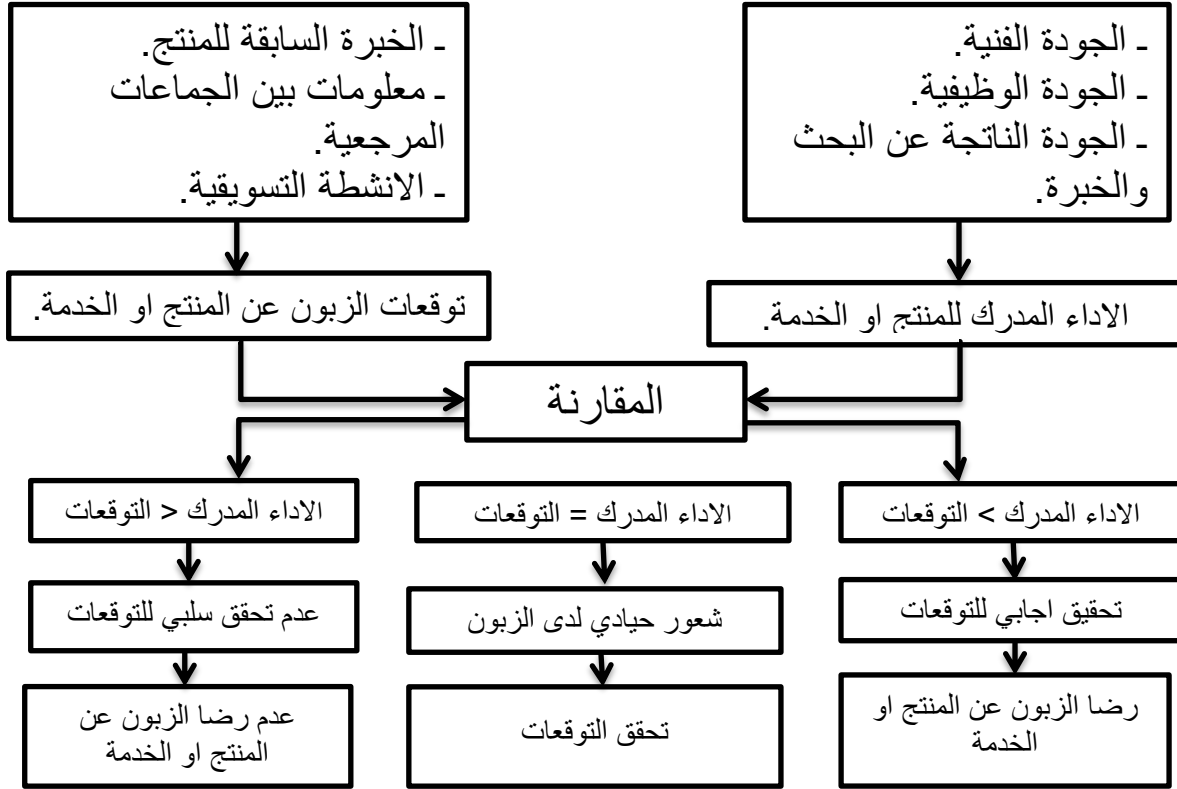 ـ الجودة الفنية.
ـ الجودة الوظيفية.
ـ الجودة الناتجة عن البحث
والخبرة.
ـ الخبرة السابقة للمنتج.
ـ معلومات بين الجماعات
المرجعية.
ـ الانشطة التسويقية.
الاداء المدرك للمنتج او الخدمة.
توقعات الزبون عن المنتج او الخدمة.
المقارنة
الاداء المدرك > التوقعات
الاداء المدرك = التوقعات
الاداء المدرك < التوقعات
تحقيق اجابي للتوقعات
شعور حيادي لدى الزبون
عدم تحقق سلبي للتوقعات
رضا الزبون عن المنتج او
الخدمة
تحقق التوقعات
عدم رضا الزبون عن
المنتج او الخدمة